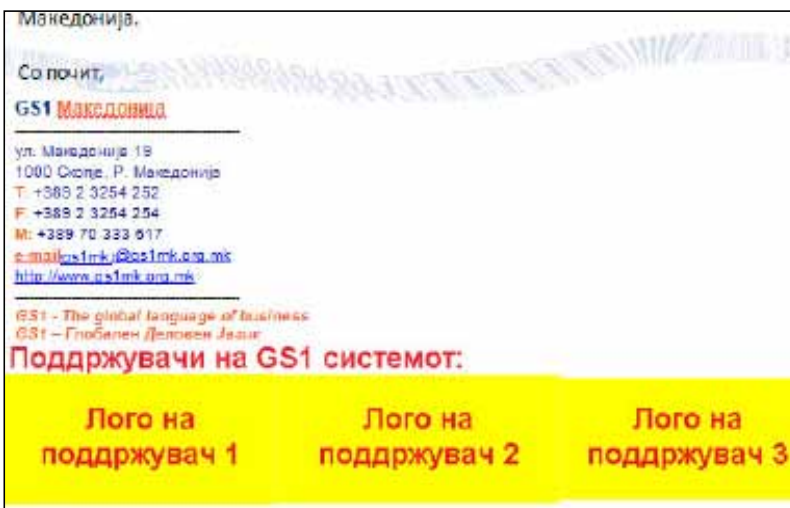 Македонија.
Со почит,
GS1 Македонија
ул. Македонија 19
1000 Скопје, Р. Македонија
T: +389 2 3254 252
F: +389 2 3254 254
M: +389 70 333 617
e-mail: gs1mk@gs1mk.org.mk
http://www.gs1mk.org.mk
GS1 - The global language of business
GS1 – Глобален Деловен Јазик
Поддржувачи на GS1 системот:
Лого на поддржувач 1
Лого на поддржувач 2
Лого на поддржувач 3